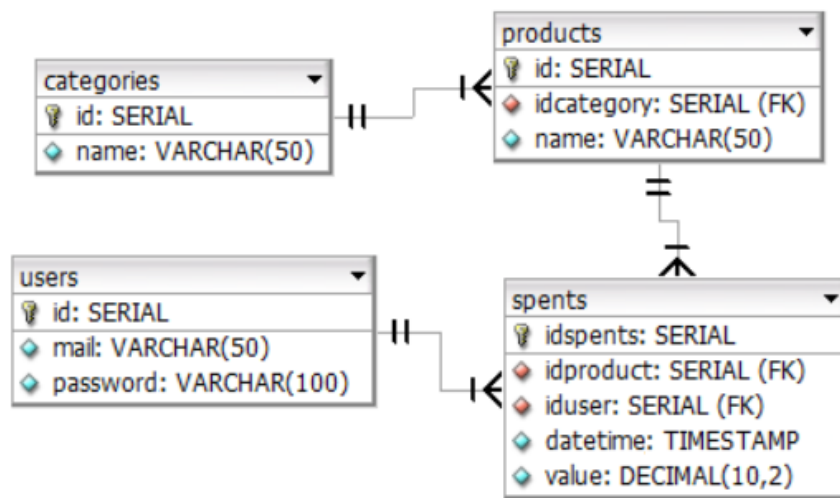 categories
id: SERIAL
name: VARCHAR(50)
products
id: SERIAL
idcategory: SERIAL (FK)
name: VARCHAR(50)
users
id: SERIAL
mail: VARCHAR(50)
password: VARCHAR(100)
spents
idspents: SERIAL
idproduct: SERIAL (FK)
iduser: SERIAL (FK)
datetime: TIMESTAMP
value: DECIMAL(10,2)